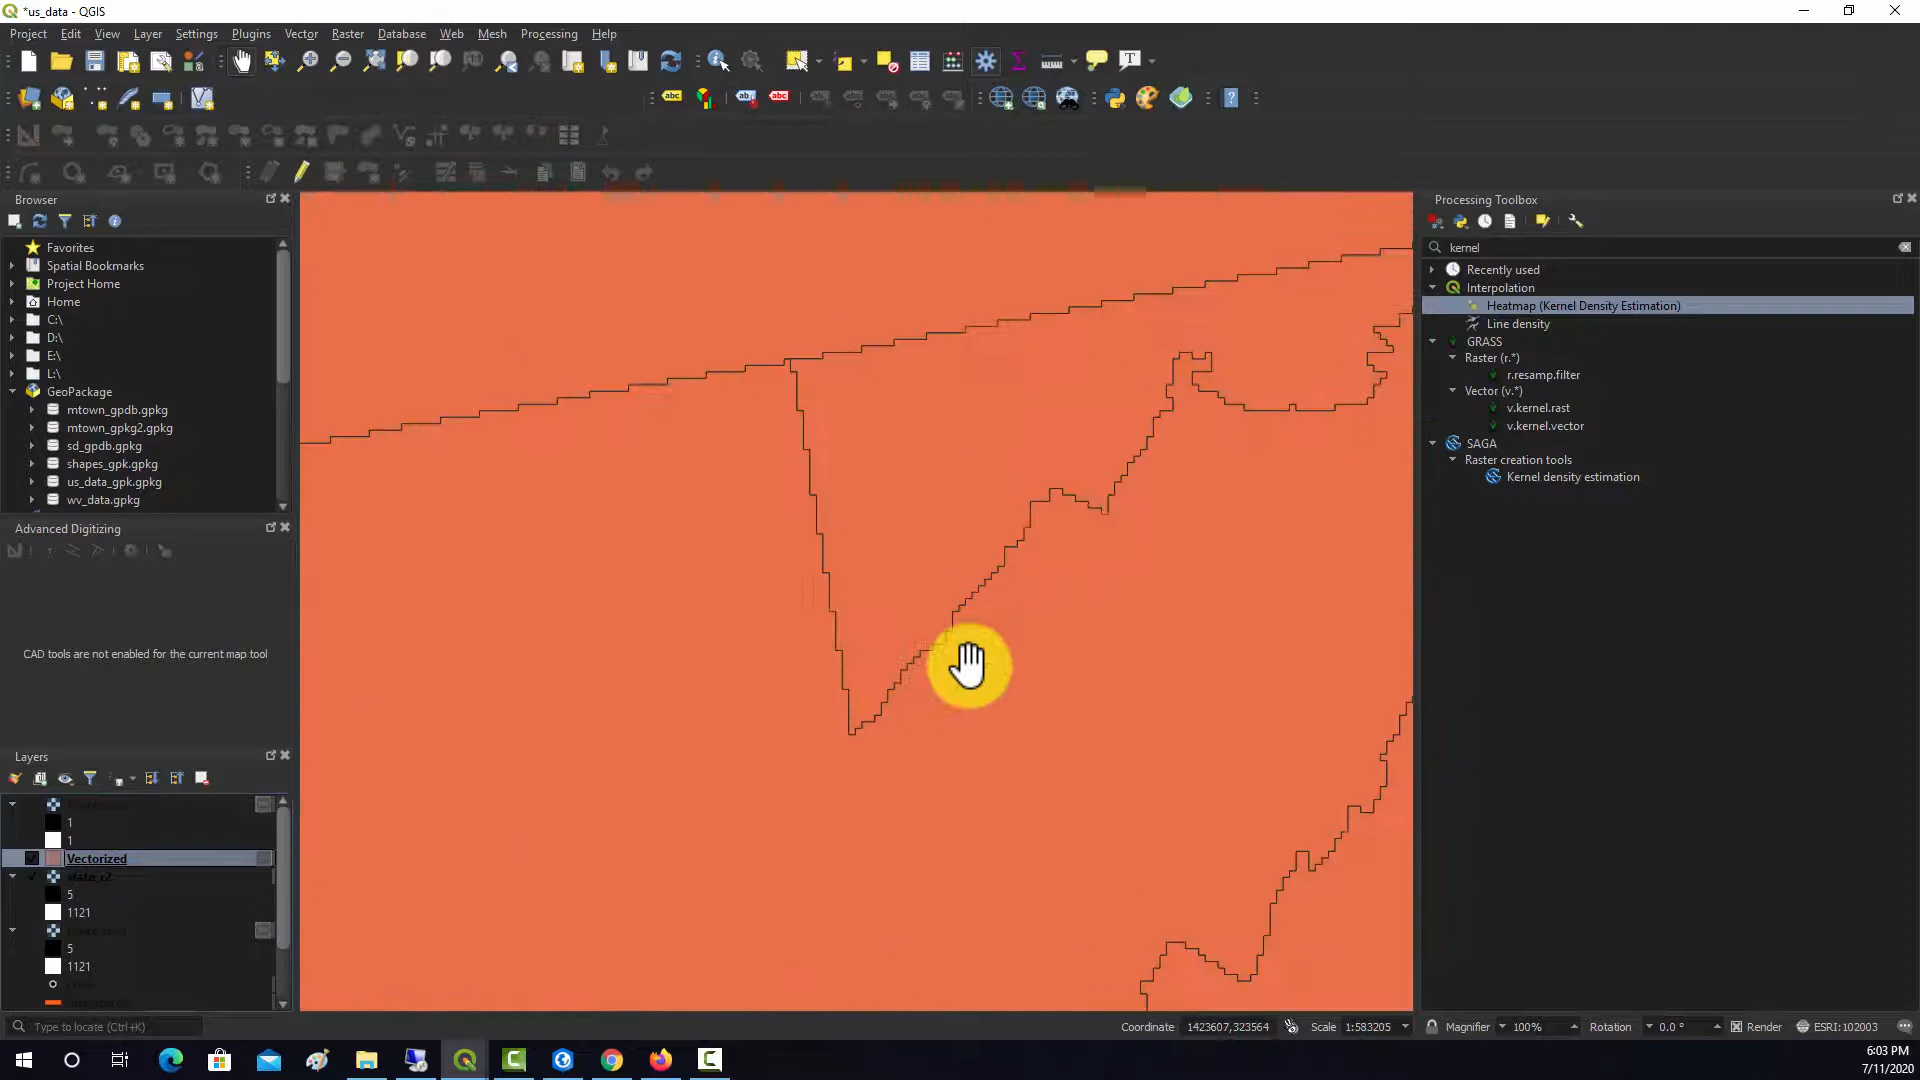 *us_data - QGIS
Project Edit View Layer Settings Plugins Vector Raster Database Web Mesh Processing Help
abc ab abc
Browser
Favorites
Spatial Bookmarks
Project Home
Home
C:\
D:\
E:\
L:\
GeoPackage
mtown_gpdb.gpkg
mtown_gpkg2.gpkg
sd_gpdb.gpkg
shapes_gpk.gpkg
us_data_gpk.gpkg
wv_data.gpkg
Advanced Digitizing
CAD tools are not enabled for the current map tool
Layers
1
1
Vectorized
state_r2
5
1121
5
1121
Type to locate (Ctrl+K)
Processing Toolbox
kernel
Recently used
Interpolation
Heatmap (Kernel Density Estimation)
Line density
GRASS
Raster (r.*)
r.resamp.filter
Vector (v.*)
v.kernel.rast
v.kernel.vector
SAGA
Raster creation tools
Kernel density estimation
Coordinate 1423607,323564 Scale 1:583205 Magnifier 100% Rotation 0.0 ° Render ESRI:102003
6:03 PM
7/11/2020